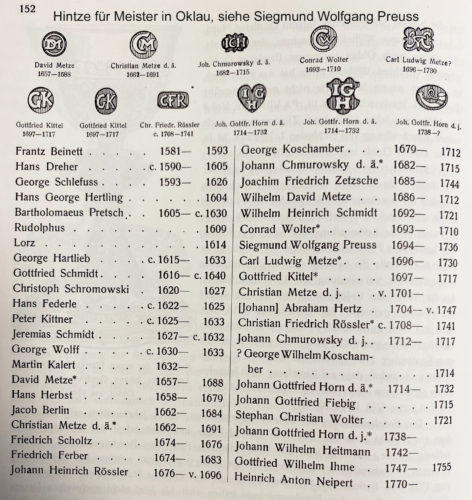 152
Hintze für Meister in Oklau, siehe Siegmund Wolfgang Preuss
DM
CM
ICH
CW
David Metze
1657—1688
Christian Metze d. ä.
1662—1691
Joh. Chmurowsky d. ä.
1682—1715
Conrad Wolter
1693—1710
Carl Ludwig Metze?
1696—1730
GK
GK
CFR
IGH
IGH
Gottfried Kittel
1697—1717
Gottfried Kittel
1697—1717
Chr. Friedr. Rössler
c. 1708—1741
Joh. Gottfr. Horn d. ä.
1714—1732
Joh. Gottfr. Horn d. ä.
1714—1732
Joh. Gottfr. Horn d. j.
1738—?
Frantz Beinett . . . . . 1581— 1593
Hans Dreher . . . . c. 1590— 1605
George Schlefuss . . . . 1593— 1626
Hans George Hertling . . . . 1604
Bartholomaeus Pretsch . . 1605— c. 1630
Rudolphus . . . . . 1609
Lorz . . . . . 1614
George Hartlieb . . . c. 1615— 1633
Gottfried Schmidt . . . . 1616— c. 1640
Christoph Schromowski . 1620— 1627
Hans Federle . . . . c. 1622— 1625
Peter Kittner . . . . c. 1625— 1633
Jeremias Schmidt . . . . 1627— c. 1632
George Wolff . . . . c. 1630— 1633
Martin Kalert . . . . . 1632—
David Metze* . . . . . 1657— 1688
Hans Herbst . . . . . 1658—
Jacob Berlin . . . . . 1662— 1684
Christian Metze d. ä.* . . 1662— 1691
Friedrich Scholtz . . . . 1674— 1676
Friedrich Ferber . . . . 1674— 1683
Johann Heinrich Rössler . 1676— v. 1696
George Koschamber . . . 1679— 1712
Johann Chmurowsky d. ä.* 1682— 1715
Joachim Friedrich Zetzsche 1685— 1744
Wilhelm David Metze . . 1686— 1712
Wilhelm Heinrich Schmidt 1692— 1721
Conrad Wolter* . . . . 1693— 1710
Siegmund Wolfgang Preuss 1694— 1736
Carl Ludwig Metze* . . . 1696— 1730
Gottfried Kittel* . . . . 1697— 1717
Christian Metze d. j. . . v. 1701—
[Johann] Abraham Hertz . 1704— v. 1747
Christian Friedrich Rössler* c. 1708— 1741
Johann Chmurowsky d. j. . 1712— 1717
? George Wilhelm Koscham-
ber . . . . . 1714
Johann Gottfried Horn d. ä.* 1714— 1732
Johann Gottfried Fiebig . . . . 1715
Stephan Christian Wolter . . . . 1721
Johann Gottfried Horn d. j.* 1738—
Johann Wilhelm Heitmann 1742—
Gottfried Wilhelm Ihme . 1747— 1755
Heinrich Anton Neipert . 1770—